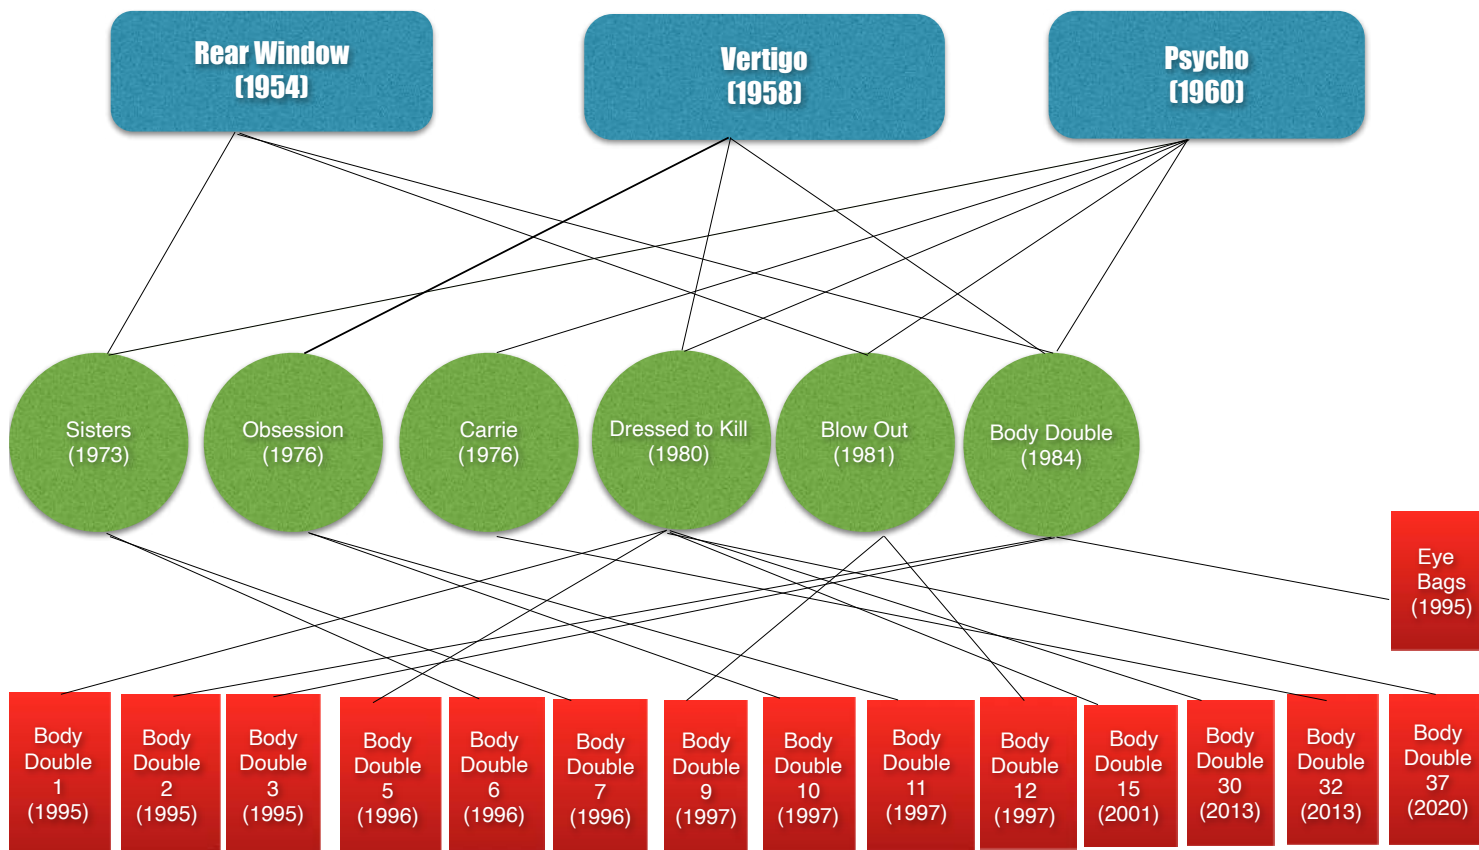 Rear Window
(1954)
Vertigo
(1958)
Psycho
(1960)
Sisters
(1973)
Obsession
(1976)
Carrie
(1976)
Dressed to Kill
(1980)
Blow Out
(1981)
Body Double
(1984)
Eye
Bags
(1995)
Body
Double
1
(1995)
Body
Double
2
(1995)
Body
Double
3
(1995)
Body
Double
5
(1996)
Body
Double
6
(1996)
Body
Double
7
(1996)
Body
Double
9
(1997)
Body
Double
10
(1997)
Body
Double
11
(1997)
Body
Double
12
(1997)
Body
Double
15
(2001)
Body
Double
30
(2013)
Body
Double
32
(2013)
Body
Double
37
(2020)